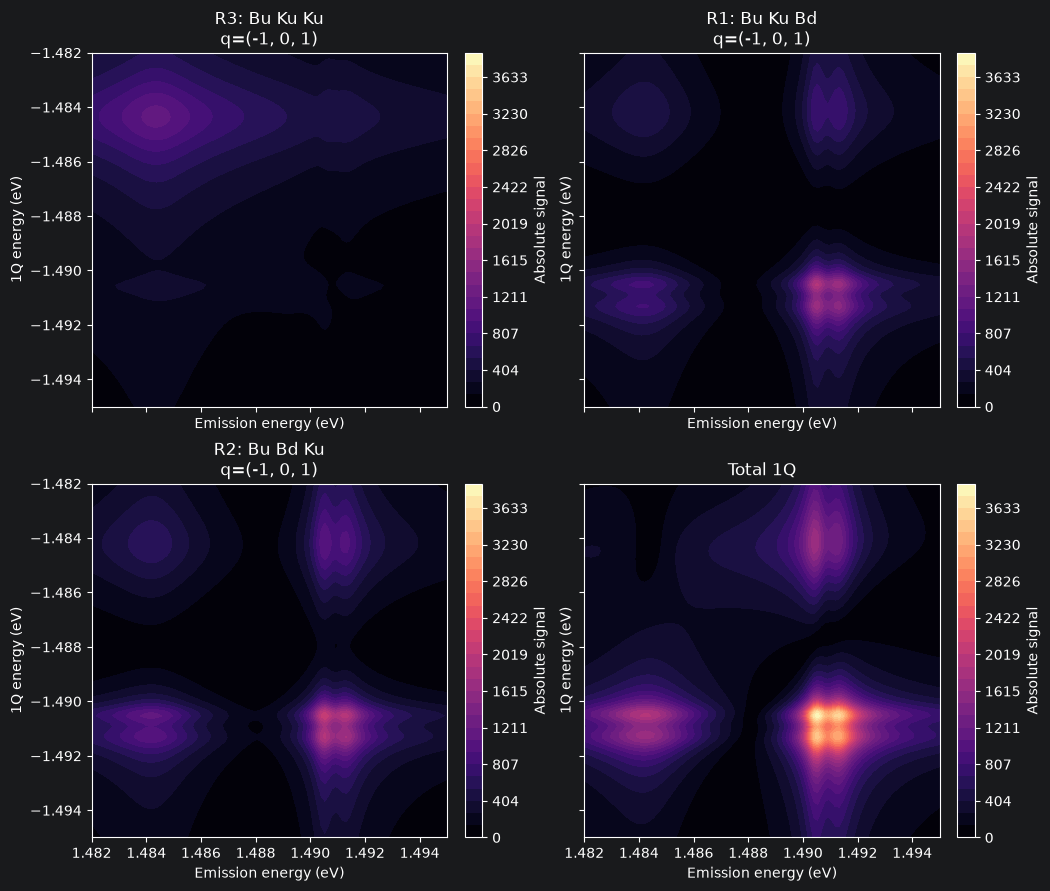 R3: Bu Ku Ku
q=(-1, 0, 1)
−1.482
−1.484
−1.486
−1.488
−1.490
−1.492
−1.494
1Q energy (eV)
Emission energy (eV)
3633
3230
2826
2422
2019
1615
1211
807
404
0
Absolute signal
R1: Bu Ku Bd
q=(-1, 0, 1)
1Q energy (eV)
Emission energy (eV)
3633
3230
2826
2422
2019
1615
1211
807
404
0
Absolute signal
R2: Bu Bd Ku
q=(-1, 0, 1)
−1.482
−1.484
−1.486
−1.488
−1.490
−1.492
−1.494
1Q energy (eV)
1.482 1.484 1.486 1.488 1.490 1.492 1.494
Emission energy (eV)
3633
3230
2826
2422
2019
1615
1211
807
404
0
Absolute signal
Total 1Q
1Q energy (eV)
1.482 1.484 1.486 1.488 1.490 1.492 1.494
Emission energy (eV)
3633
3230
2826
2422
2019
1615
1211
807
404
0
Absolute signal